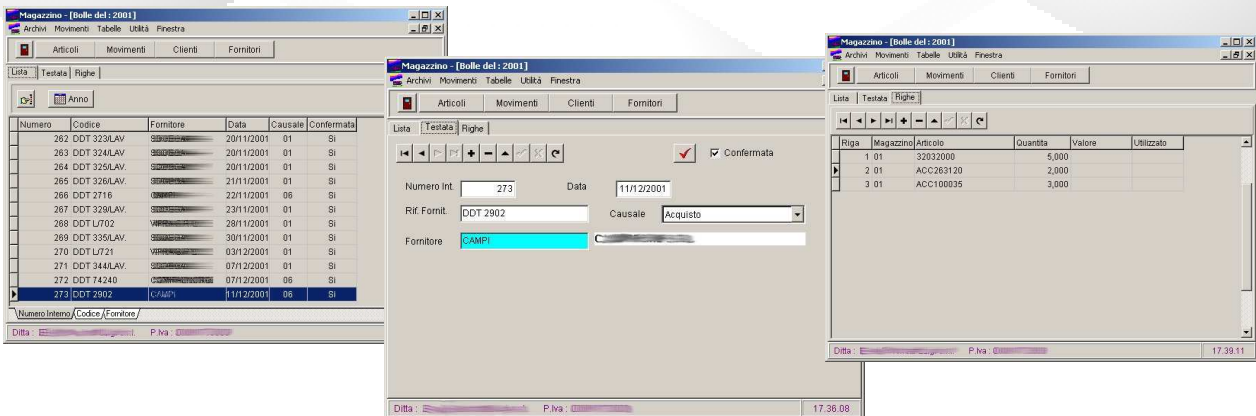 Magazzino - [Bolle del : 2001]
Archivi Movimenti Tabelle Utilità Finestra
Articoli Movimenti Clienti Fornitori
Lista Testata Righe
Anno
Numero Codice Fornitore Data Causale Confermata
262 DDT 323/LAV 20/11/2001 01 Si
263 DDT 324/LAV 20/11/2001 01 Si
264 DDT 325/LAV. 20/11/2001 01 Si
265 DDT 326/LAV. 21/11/2001 01 Si
266 DDT 2716 22/11/2001 06 Si
267 DDT 329/LAV. 23/11/2001 01 Si
268 DDT L/702 28/11/2001 01 Si
269 DDT 335/LAV. 30/11/2001 01 Si
270 DDT L/721 03/12/2001 01 Si
271 DDT 344/LAV. 07/12/2001 01 Si
272 DDT 74240 07/12/2001 06 Si
273 DDT 2902 CAMPI 11/12/2001 06 Si
Numero Interno Codice Fornitore
Ditta : P.Iva :
Magazzino - [Bolle del : 2001]
Archivi Movimenti Tabelle Utilità Finestra
Articoli Movimenti Clienti Fornitori
Lista Testata Righe
Confermata
Numero Int. 273 Data 11/12/2001
Rif. Fornit. DDT 2902 Causale Acquisto
Fornitore CAMPI C
Ditta : P.Iva : 17.36.08
Magazzino - [Bolle del : 2001]
Archivi Movimenti Tabelle Utilità Finestra
Articoli Movimenti Clienti Fornitori
Lista Testata Righe
Riga Magazzino Articolo Quantita Valore Utilizzato
1 01 32032000 5,000
2 01 ACC263120 2,000
3 01 ACC100035 3,000
Ditta : P.Iva : 17.39.11